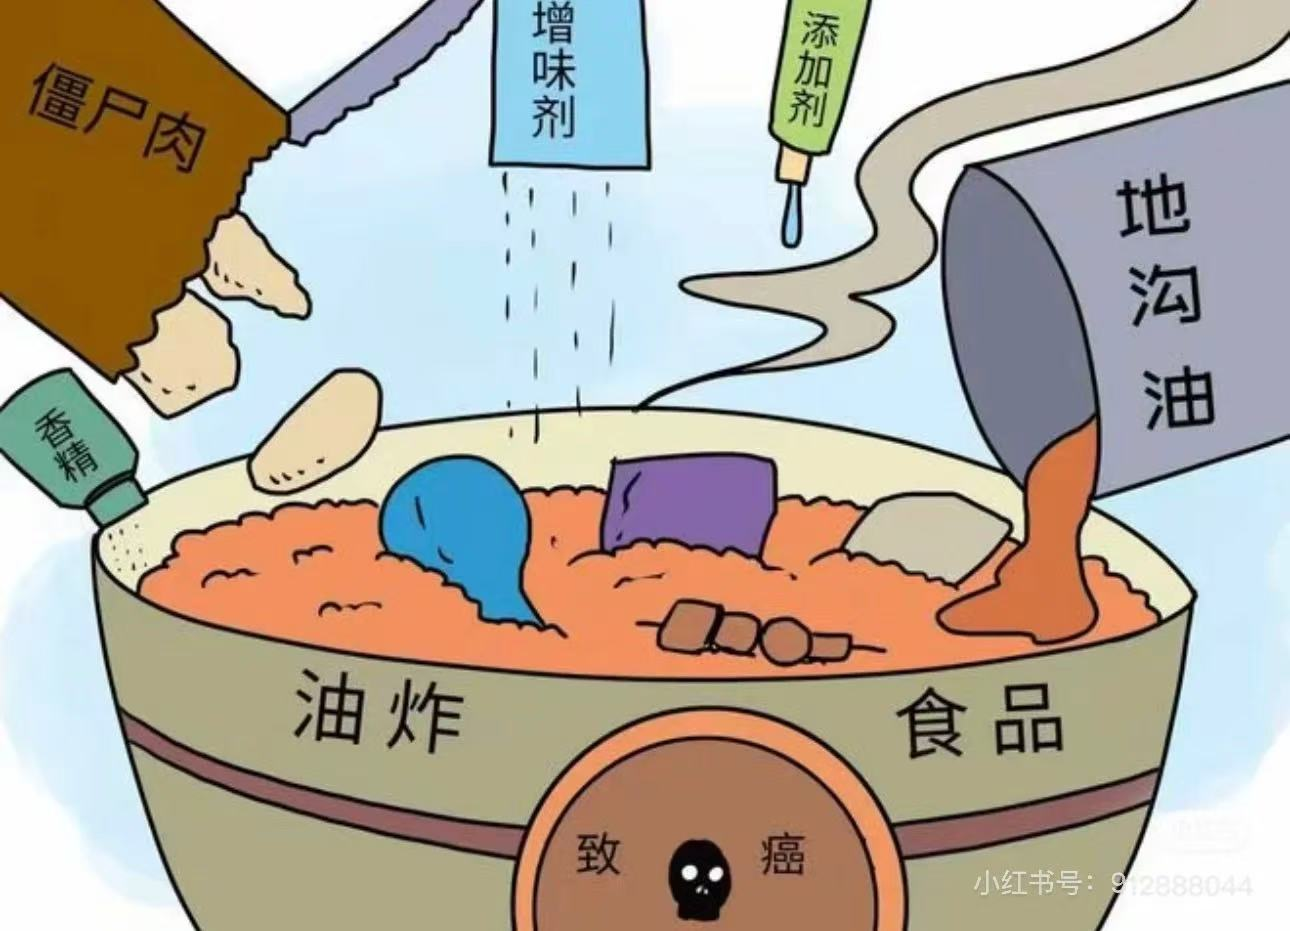 僵尸肉
增味剂
添加剂
地沟油
香精
油炸 食品
致 癌
小红书号：912888044